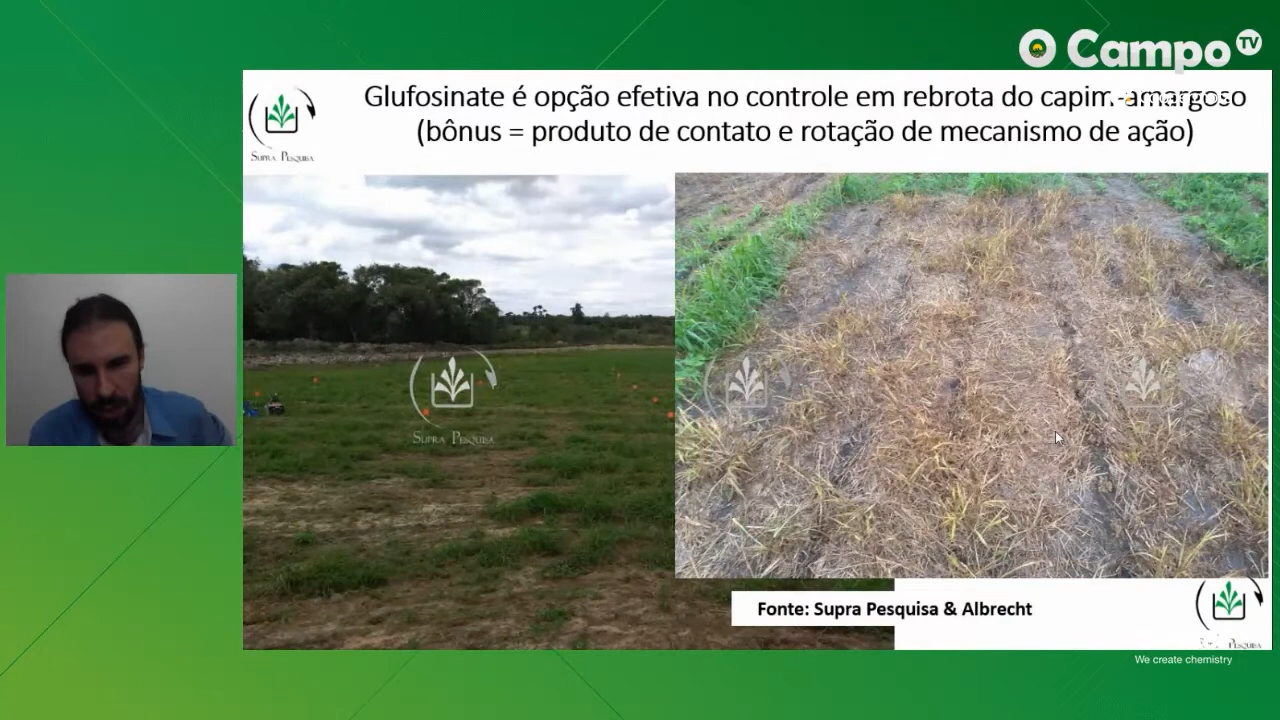 O Campo TV
Glufosinate é opção efetiva no controle em rebrota do capim-amargoso
(bônus = produto de contato e rotação de mecanismo de ação)
SUPRA PESQUISA
SUPRA PESQUISA
Fonte: Supra Pesquisa & Albrecht
We create chemistry